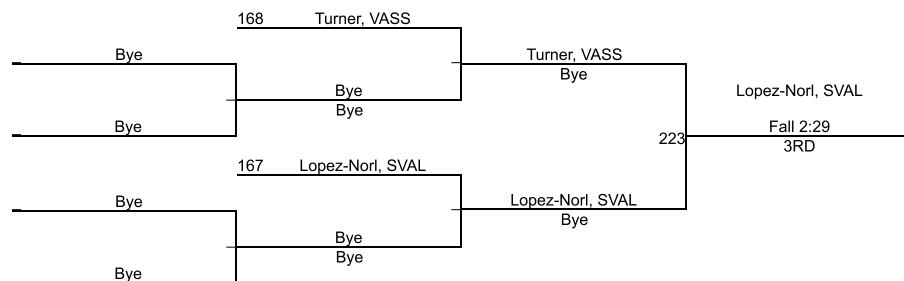 168 Turner, VASS
Bye
Turner, VASS
Bye
Bye
Bye
Lopez-Norl, SVAL
Bye
223
Fall 2:29
3RD
167 Lopez-Norl, SVAL
Bye
Lopez-Norl, SVAL
Bye
Bye
Bye
Bye